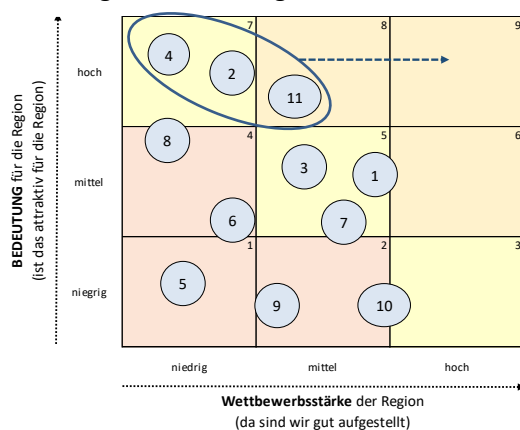 7
8
9
hoch
4
2
11
BEDEUTUNG für die Region
(ist das attraktiv für die Region)
4
5
6
mittel
8
3
1
6
7
1
2
3
niegrig
5
9
10
niedrig
mittel
hoch
Wettbewerbsstärke der Region
(da sind wir gut aufgestellt)